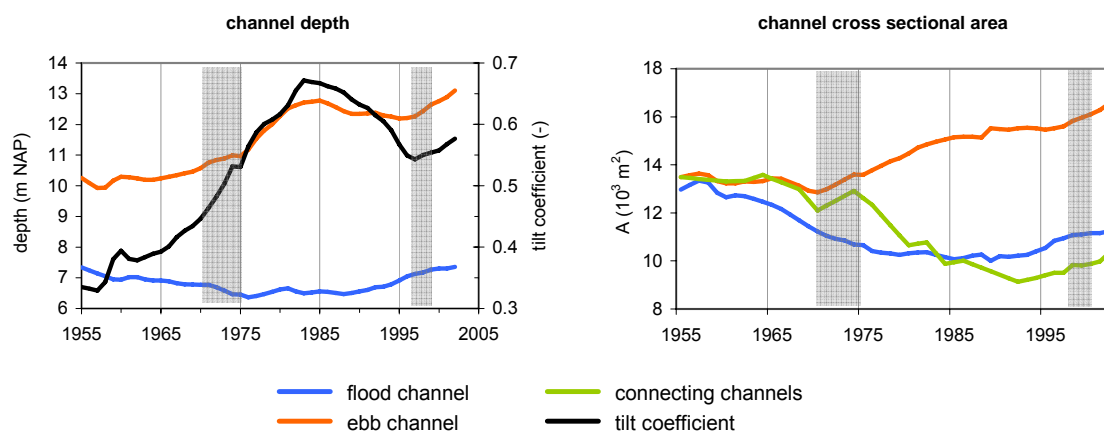 channel depth
14
13
12
11
10
9
8
7
6
depth (m NAP)
0.7
0.6
0.5
0.4
0.3
tilt coefficient (-)
1955 1965 1975 1985 1995 2005
channel cross sectional area
18
16
14
12
10
8
A (10³ m²)
1955 1965 1975 1985 1995
flood channel
connecting channels
ebb channel
tilt coefficient